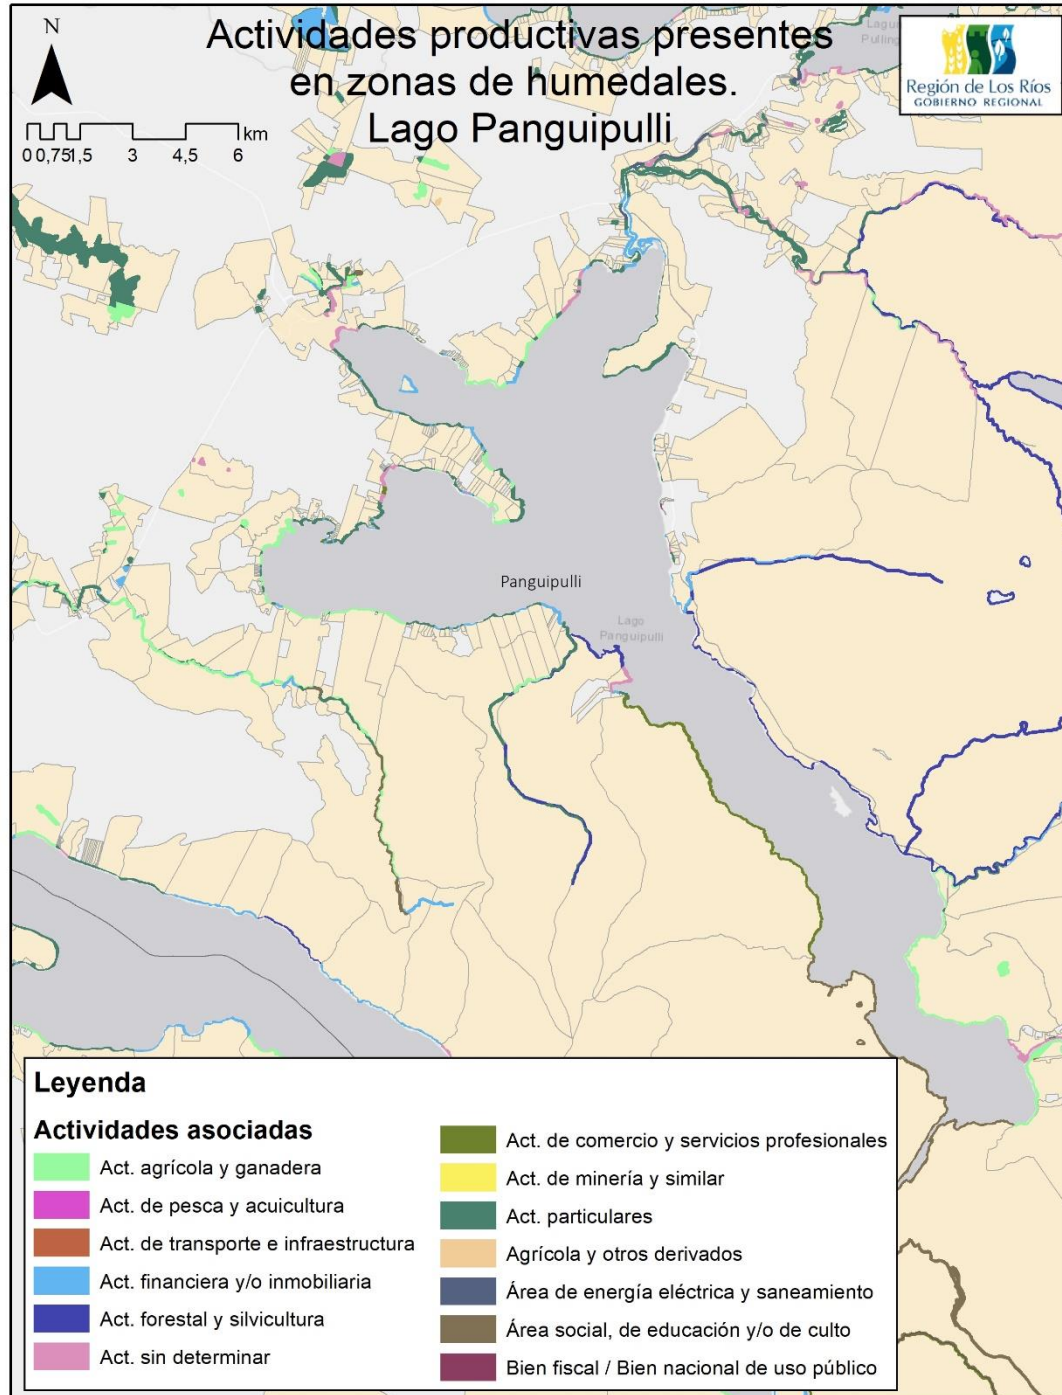 Actividades productivas presentes
en zonas de humedales.
Lago Panguipulli
N
0 0,75 1,5 3 4,5 6 km
Región de Los Ríos
GOBIERNO REGIONAL
Panguipulli
Lago
Panguipulli
Leyenda
Actividades asociadas
Act. agrícola y ganadera
Act. de pesca y acuicultura
Act. de transporte e infraestructura
Act. financiera y/o inmobiliaria
Act. forestal y silvicultura
Act. sin determinar
Act. de comercio y servicios profesionales
Act. de minería y similar
Act. particulares
Agrícola y otros derivados
Área de energía eléctrica y saneamiento
Área social, de educación y/o de culto
Bien fiscal / Bien nacional de uso público